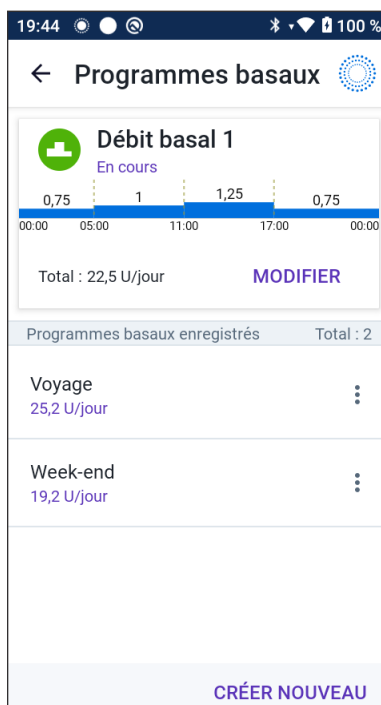 19:44 100 %
Programmes basaux
Débit basal 1
En cours
0,75 1 1,25 0,75
00:00 05:00 11:00 17:00 00:00
Total : 22,5 U/jour MODIFIER
Programmes basaux enregistrés Total : 2
Voyage
25,2 U/jour
Week-end
19,2 U/jour
CRÉER NOUVEAU